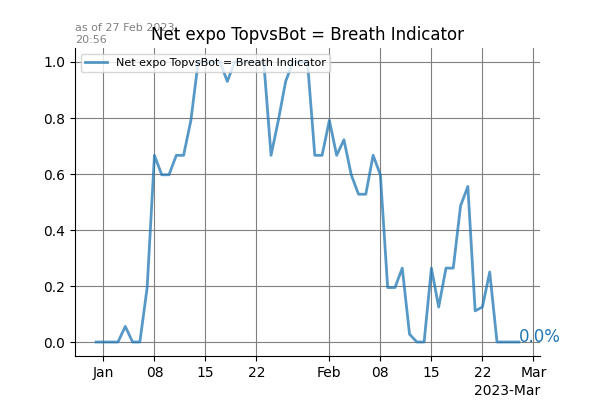 as of 27 Feb 2023
20:56
Net expo TopvsBot = Breath Indicator
Net expo TopvsBot = Breath Indicator
1.0
0.8
0.6
0.4
0.2
0.0
0.0%
Jan 08 15 22 Feb 08 15 22 Mar
2023-Mar